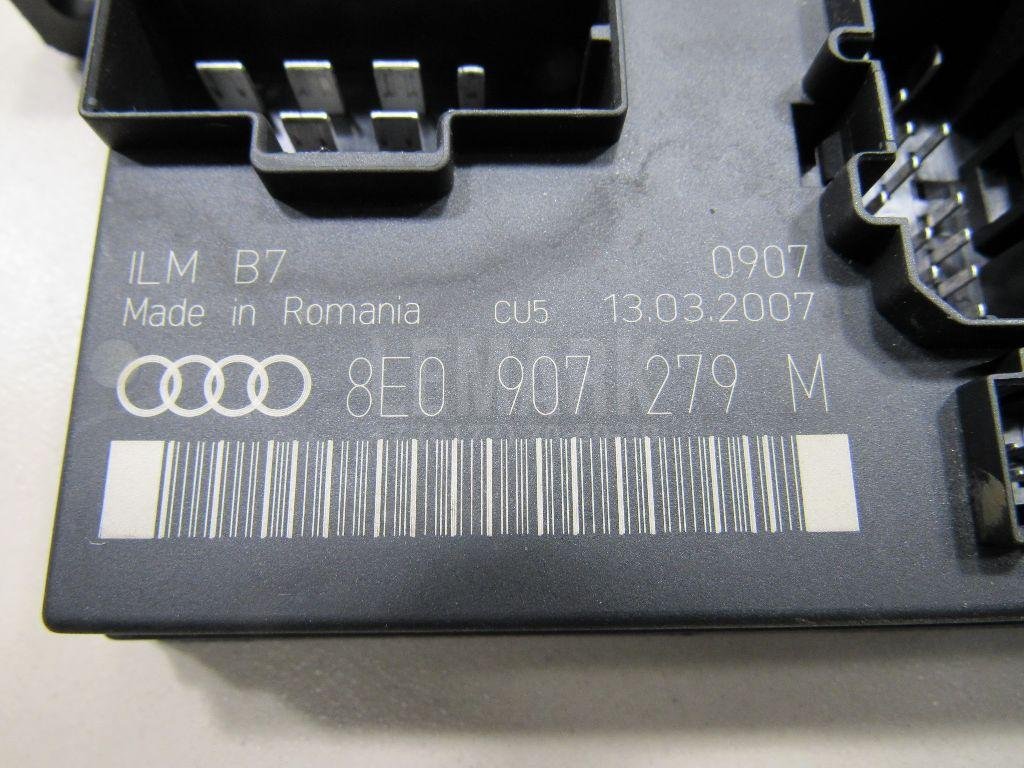 ILM B7 0907
Made in Romania CU5 13.03.2007
8E0 907 279 M